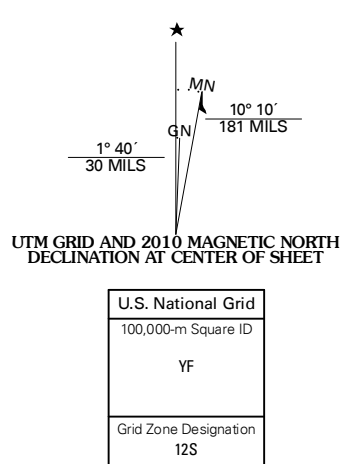 ★
MN
GN
10° 10´
181 MILS
1° 40´
30 MILS
UTM GRID AND 2010 MAGNETIC NORTH
DECLINATION AT CENTER OF SHEET
U.S. National Grid
100,000-m Square ID
YF
Grid Zone Designation
12S